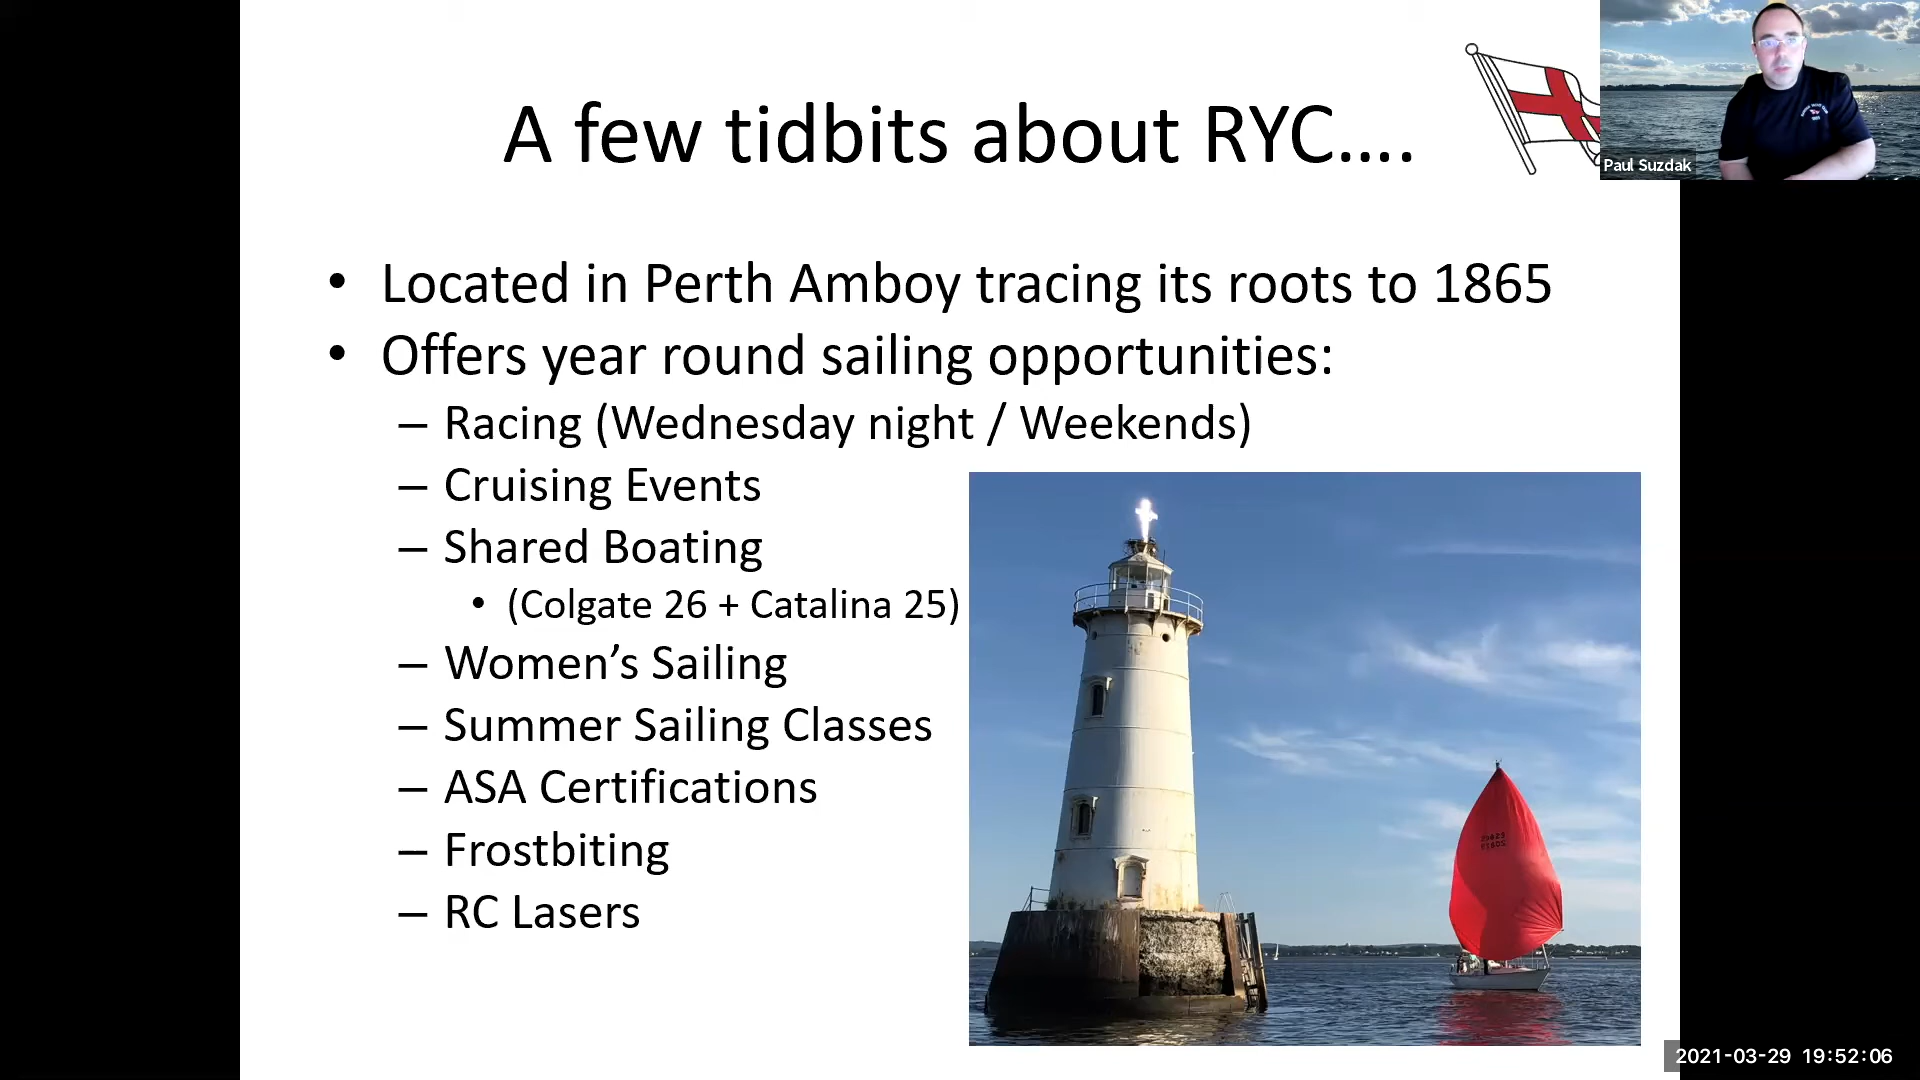 A few tidbits about RYC....
Paul Suzdak
• Located in Perth Amboy tracing its roots to 1865
• Offers year round sailing opportunities:
– Racing (Wednesday night / Weekends)
– Cruising Events
– Shared Boating
• (Colgate 26 + Catalina 25)
– Women’s Sailing
– Summer Sailing Classes
– ASA Certifications
– Frostbiting
– RC Lasers
2021-03-29 19:52:06